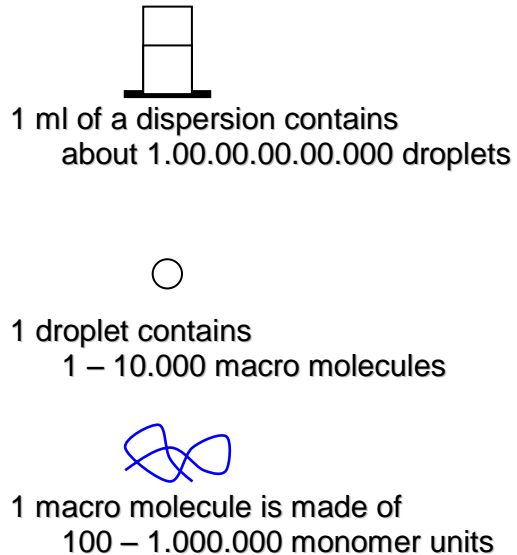 1 ml of a dispersion contains
about 1.00.00.00.00.000 droplets
1 droplet contains
1 – 10.000 macro molecules
1 macro molecule is made of
100 – 1.000.000 monomer units